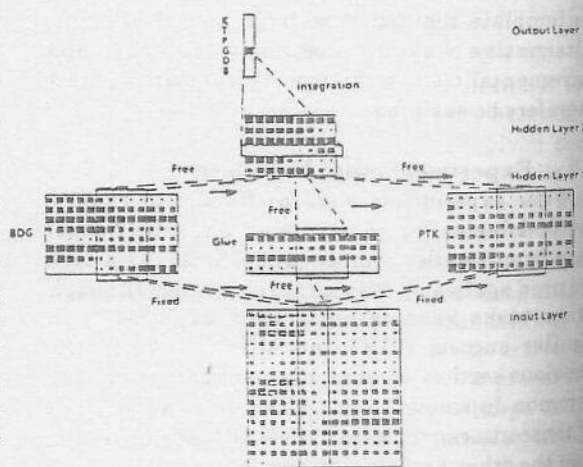 K
T
P
G
D
B
Output Layer
Integration
Hidden Layer 2
Free
Free
Hidden Layer
Free
BDG
Glue
PTK
Free
Fixed
Fixed
Input Layer